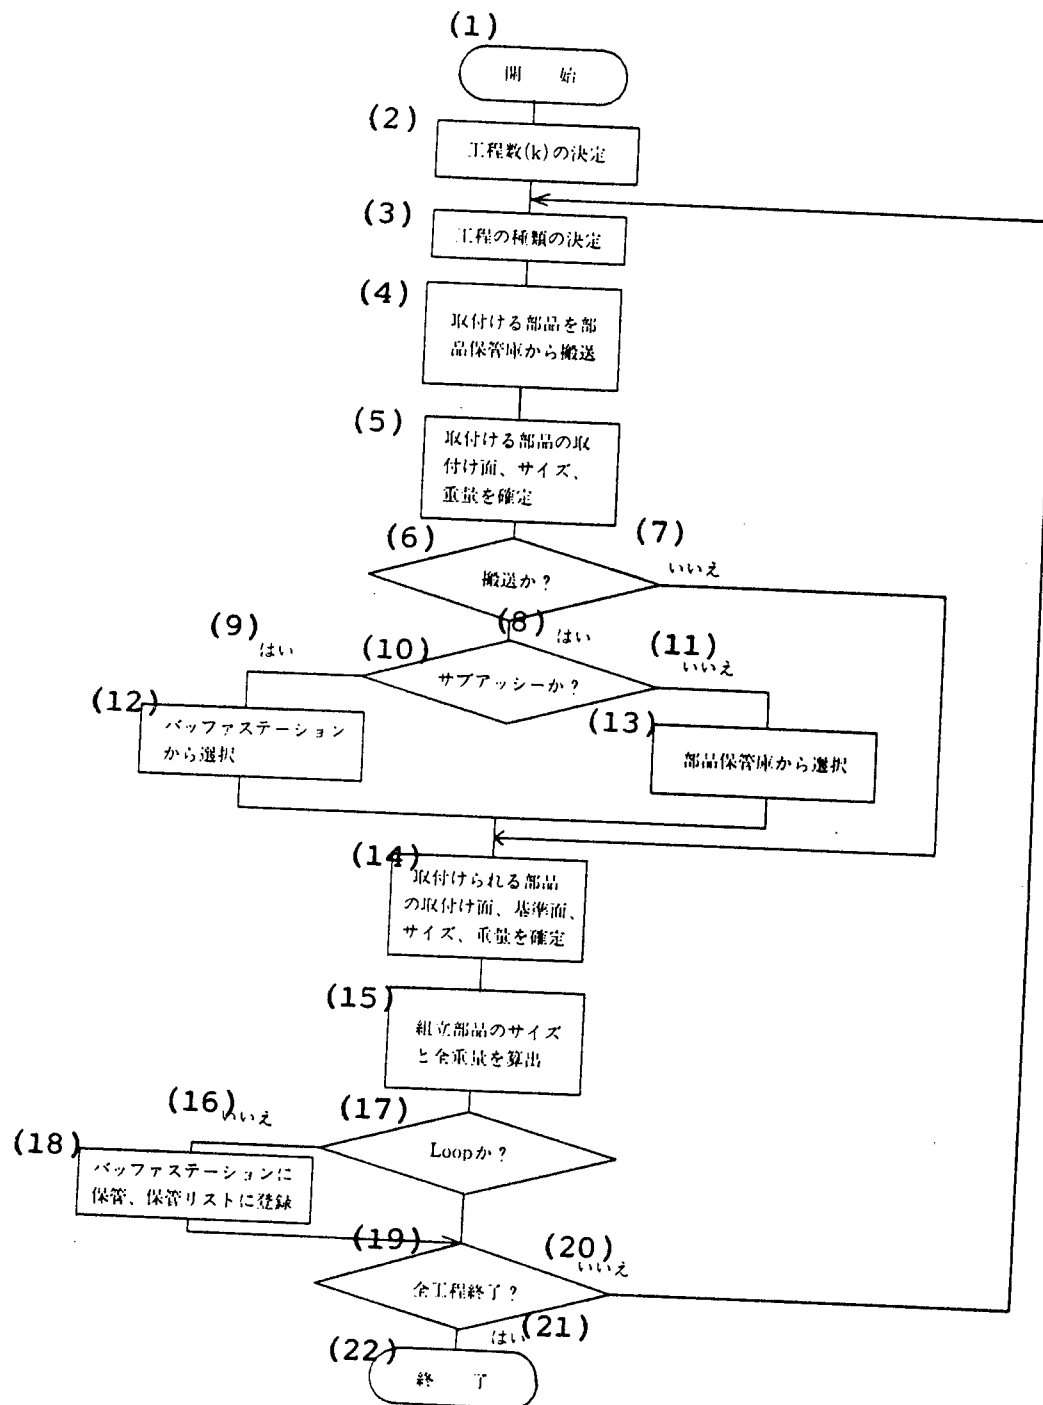 (1)
開 始
(2)
工程数(k)の決定
(3)
工程の種類の決定
(4)
取付ける部品を部
品保管庫から搬送
(5)
取付ける部品の取
付け面、サイズ、
重量を確定
(6)
(7)
搬送か?
いいえ
(8)
はい
(9)
はい
(10)
(11)
いいえ
サブアッシーか?
(12)
バッファステーション
から選択
(13)
部品保管庫から選択
(14)
取付けられる部品
の取付け面、基準面、
サイズ、重量を確定
(15)
組立部品のサイズ
と全重量を算出
(16)
いいえ
(17)
Loopか?
(18)
バッファステーションに
保管、保管リストに登録
(19)
(20)
いいえ
全工程終了?
はい
(21)
(22)
終 了